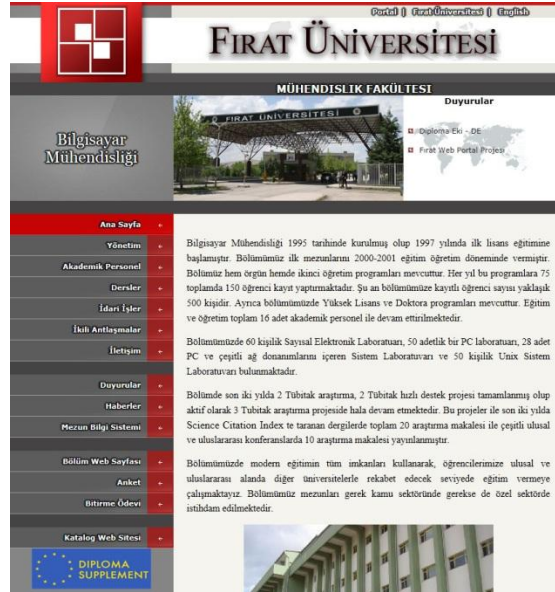 Portal | Fırat Üniversitesi | English
FIRAT ÜNİVERSİTESİ
MÜHENDISLIK FAKÜLTESI
Bilgisayar
Mühendisliği
FIRAT ÜNİVERSİTESİ
Duyurular
Diploma Eki - DE
Fırat Web Portal Projesi
Ana Sayfa
Yönetim
Akademik Personel
Dersler
İdari İşler
İkili Antlaşmalar
İletişim
Duyurular
Haberler
Mezun Bilgi Sistemi
Bölüm Web Sayfası
Anket
Bitirme Ödevi
Katalog Web Sitesi
DIPLOMA
SUPPLEMENT
Bilgisayar Mühendisliği 1995 tarihinde kurulmuş olup 1997 yılında ilk lisans eğitimine
başlamıştır. Bölümümüz ilk mezunlarını 2000-2001 eğitim öğretim döneminde vermiştir.
Bölümüz hem örgün hemde ikinci öğretim programları mevcuttur. Her yıl bu programlara 75
toplamda 150 öğrenci kayıt yaptırmaktadır. Şu an bölümümüzde kayıtlı öğrenci sayısı yaklaşık
500 kişidir. Ayrıca bölümümüzde Yüksek Lisans ve Doktora programları mevcuttur. Eğitim
ve öğretim toplam 16 adet akademik personel ile devam ettirilmektedir.
Bölümümüzde 60 kişilik Sayısal Elektronik Laboratuarı, 50 adetlik bir PC laboratuarı, 28 adet
PC ve çeşitli ağ donanımlarını içeren Sistem Laboratuvarı ve 50 kişilik Unix Sistem
Laboratuvarı bulunmaktadır.
Bölümde son iki yılda 2 Tübitak araştırma, 2 Tübitak hızlı destek projesi tamamlanmış olup
aktif olarak 3 Tubitak araştırma projeside hala devam etmektedir. Bu projeler ile son iki yılda
Science Citation Index te taranan dergilerde toplam 20 araştırma makalesi ile çeşitli ulusal
ve uluslararası konferanslarda 10 araştırma makalesi yayınlanmıştır.
Bölümümüzde modern eğitimin tüm imkanları kullanarak, öğrencilerimize ulusal ve
uluslararası alanda diğer üniversitelerle rekabet edecek seviyede eğitim vermeye
çalışmaktayız. Bölümümüz mezunları gerek kamu sektöründe gerekse de özel sektörde
istihdam edilmektedir.